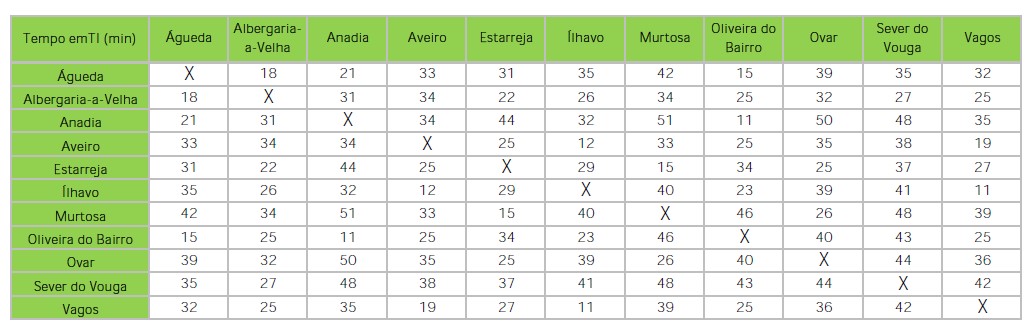 Tempo emTI (min) Águeda Albergaria-a-Velha Anadia Aveiro Estarreja Ílhavo Murtosa Oliveira do Bairro Ovar Sever do Vouga Vagos
Águeda X 18 21 33 31 35 42 15 39 35 32
Albergaria-a-Velha 18 X 31 34 22 26 34 25 32 27 25
Anadia 21 31 X 34 44 32 51 11 50 48 35
Aveiro 33 34 34 X 25 12 33 25 35 38 19
Estarreja 31 22 44 25 X 29 15 34 25 37 27
Ílhavo 35 26 32 12 29 X 40 23 39 41 11
Murtosa 42 34 51 33 15 40 X 46 26 48 39
Oliveira do Bairro 15 25 11 25 34 23 46 X 40 43 25
Ovar 39 32 50 35 25 39 26 40 X 44 36
Sever do Vouga 35 27 48 38 37 41 48 43 44 X 42
Vagos 32 25 35 19 27 11 39 25 36 42 X